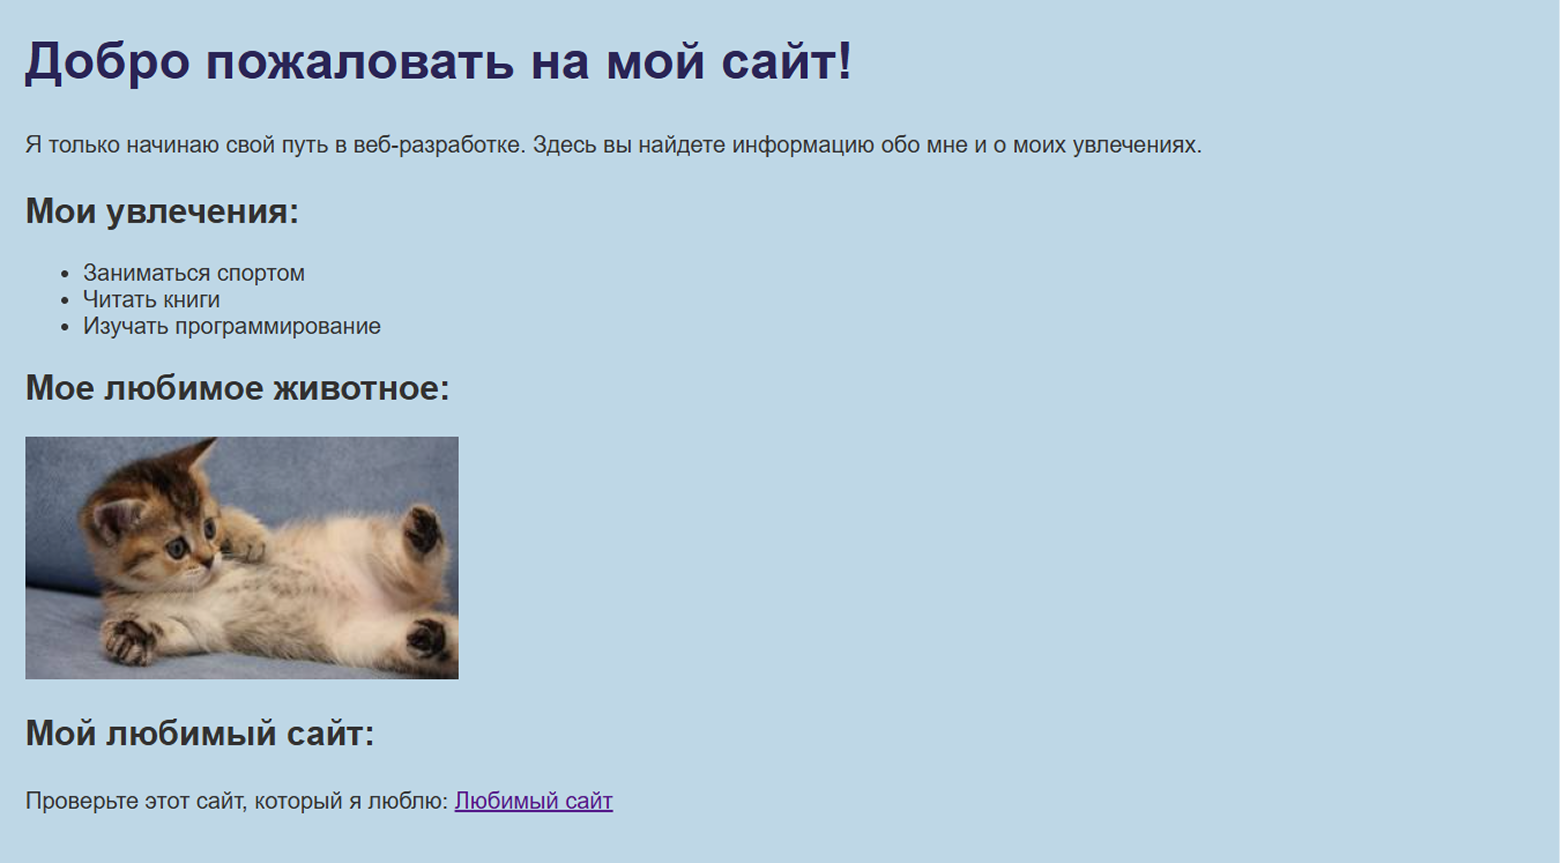 Добро пожаловать на мой сайт!
Я только начинаю свой путь в веб-разработке. Здесь вы найдете информацию обо мне и о моих увлечениях.
Мои увлечения:
• Заниматься спортом
• Читать книги
• Изучать программирование
Мое любимое животное:
Мой любимый сайт:
Проверьте этот сайт, который я люблю: Любимый сайт